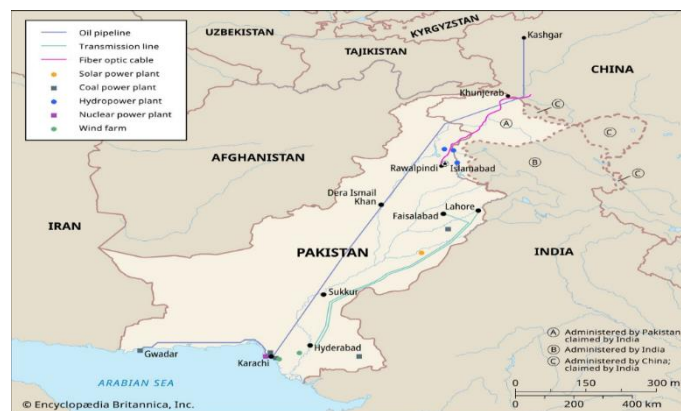 Oil pipeline
Transmission line
Fiber optic cable
Solar power plant
Coal power plant
Hydropower plant
Nuclear power plant
Wind farm
UZBEKISTAN
KYRGYZSTAN
TAJIKISTAN
Kashgar
CHINA
Khunjerab
C
A
C
B
C
AFGHANISTAN
Rawalpindi
Islamabad
Dera Ismail
Khan
Faisalabad
Lahore
IRAN
PAKISTAN
INDIA
Sukkur
Gwadar
Karachi
Hyderabad
ARABIAN SEA
A Administered by Pakistan;
claimed by India
B Administered by India
C Administered by China;
claimed by India
0 150 300 m
0 200 400 km
© Encyclopædia Britannica, Inc.